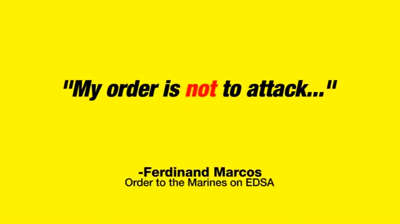 "My order is not to attack..."
-Ferdinand Marcos
Order to the Marines on EDSA